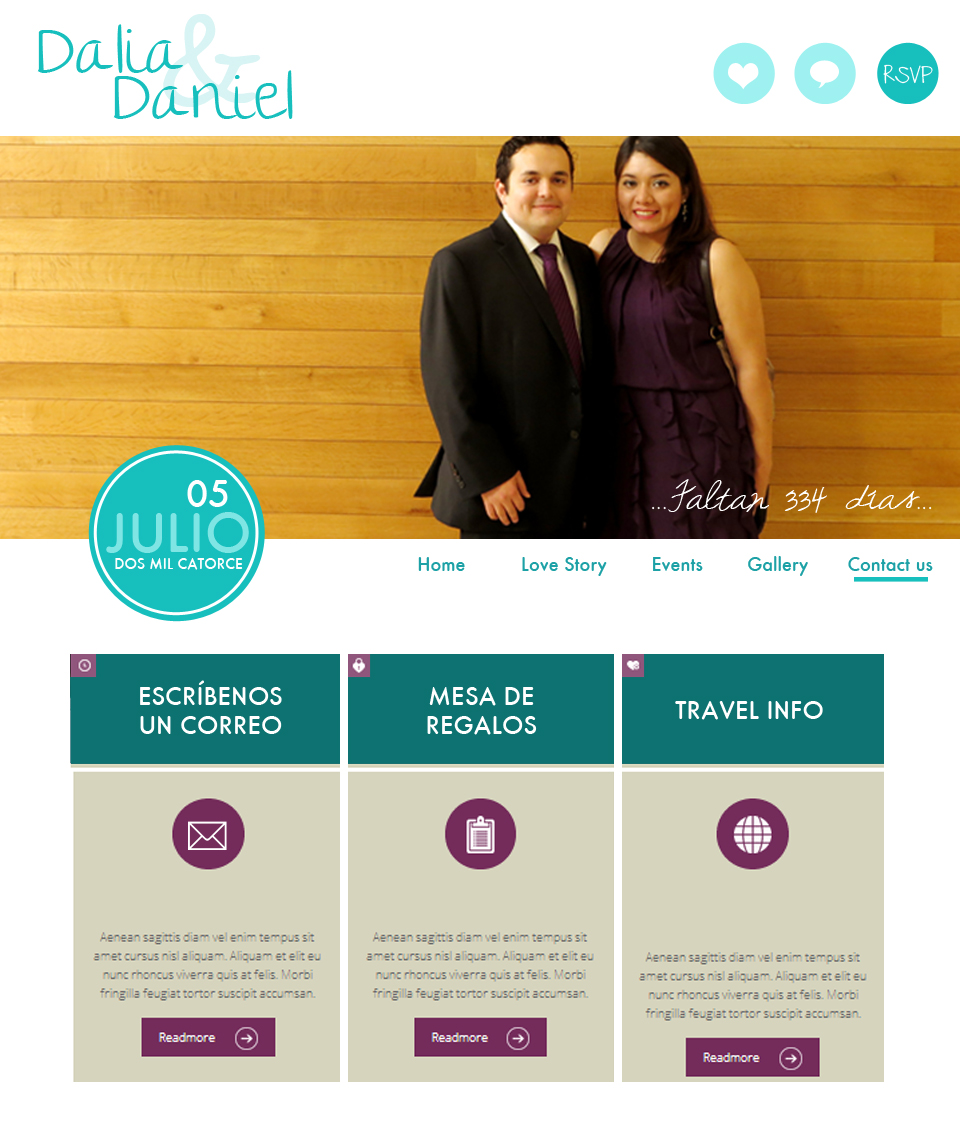 Dalia &
Daniel
RSVP
...Faltan 334 dias...
05
JULIO
DOS MIL CATORCE
Home Love Story Events Gallery Contact us
ESCRÍBENOS
UN CORREO
Aenean sagittis diam vel enim tempus sit
amet cursus nisl aliquam. Aliquam et elit eu
nunc rhoncus viverra quis at felis. Morbi
fringilla feugiat tortor suscipit accumsan.
Readmore
MESA DE
REGALOS
Aenean sagittis diam vel enim tempus sit
amet cursus nisl aliquam. Aliquam et elit eu
nunc rhoncus viverra quis at felis. Morbi
fringilla feugiat tortor suscipit accumsan.
Readmore
TRAVEL INFO
Aenean sagittis diam vel enim tempus sit
amet cursus nisl aliquam. Aliquam et elit eu
nunc rhoncus viverra quis at felis. Morbi
fringilla feugiat tortor suscipit accumsan.
Readmore